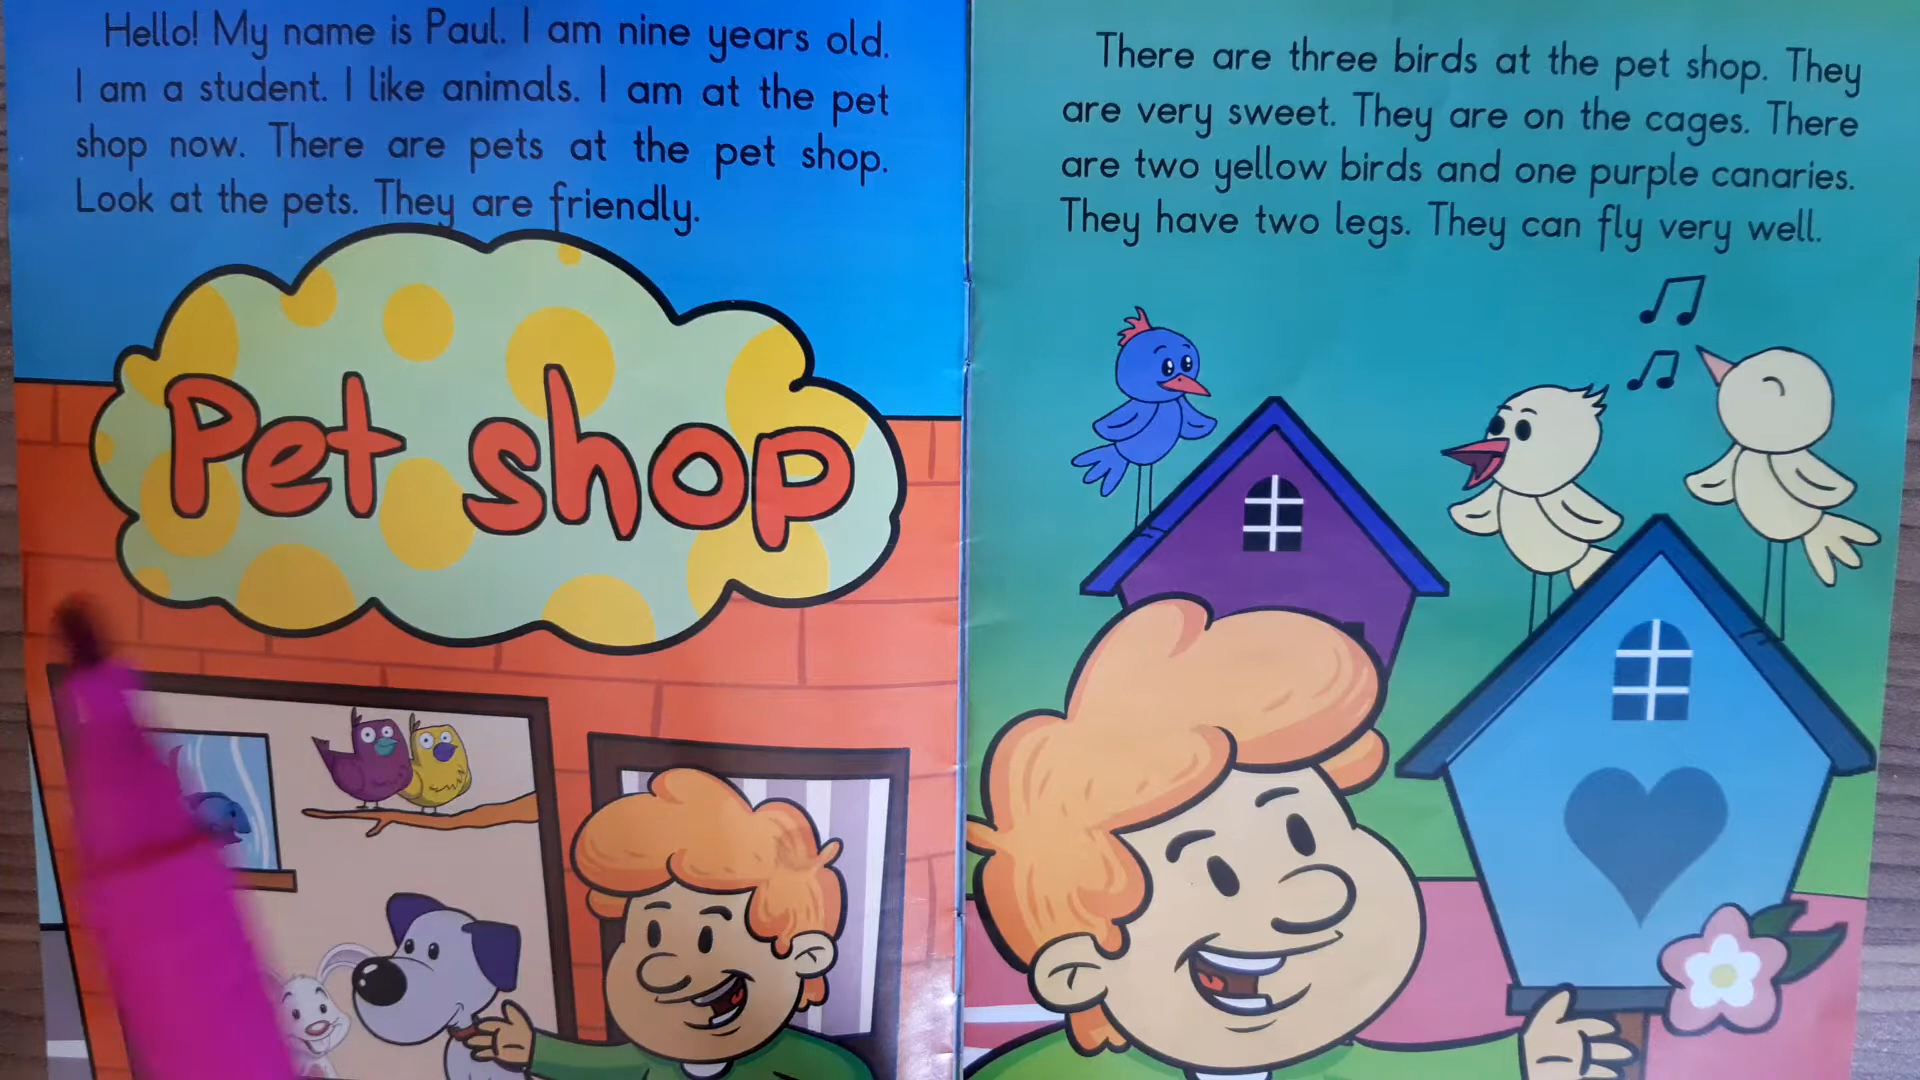 Hello! My name is Paul. I am nine years old.
I am a student. I like animals. I am at the pet
shop now. There are pets at the pet shop.
Look at the pets. They are friendly.
Pet shop
There are three birds at the pet shop. They
are very sweet. They are on the cages. There
are two yellow birds and one purple canaries.
They have two legs. They can fly very well.